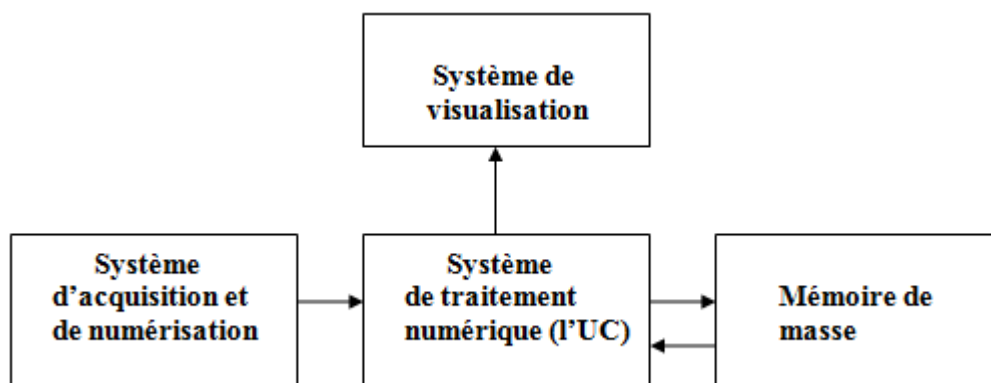 Système de
visualisation
Système
d’acquisition et
de numérisation
Système
de traitement
numérique (l’UC)
Mémoire de
masse